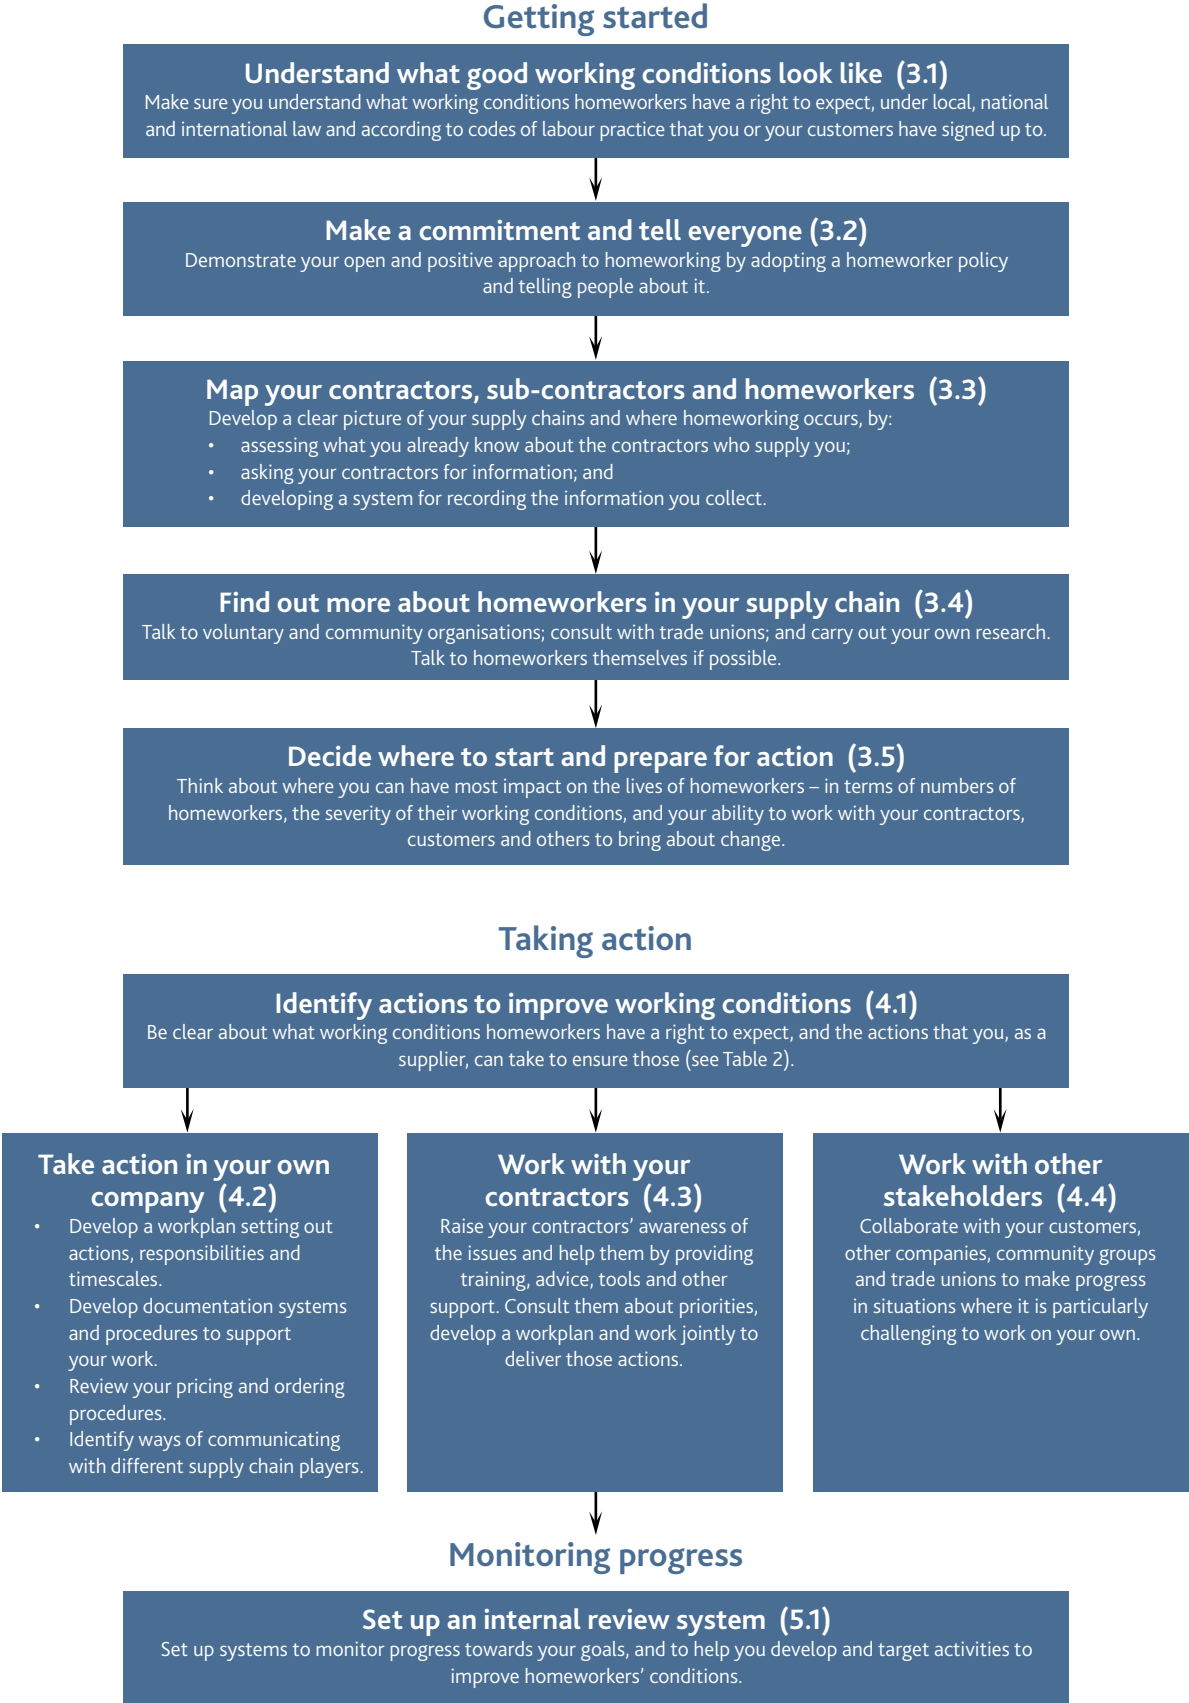 Getting started
Understand what good working conditions look like (3.1)
Make sure you understand what working conditions homeworkers have a right to expect, under local, national
and international law and according to codes of labour practice that you or your customers have signed up to.
Make a commitment and tell everyone (3.2)
Demonstrate your open and positive approach to homeworking by adopting a homeworker policy
and telling people about it.
Map your contractors, sub-contractors and homeworkers (3.3)
Develop a clear picture of your supply chains and where homeworking occurs, by:
• assessing what you already know about the contractors who supply you;
• asking your contractors for information; and
• developing a system for recording the information you collect.
Find out more about homeworkers in your supply chain (3.4)
Talk to voluntary and community organisations; consult with trade unions; and carry out your own research.
Talk to homeworkers themselves if possible.
Decide where to start and prepare for action (3.5)
Think about where you can have most impact on the lives of homeworkers – in terms of numbers of
homeworkers, the severity of their working conditions, and your ability to work with your contractors,
customers and others to bring about change.
Taking action
Identify actions to improve working conditions (4.1)
Be clear about what working conditions homeworkers have a right to expect, and the actions that you, as a
supplier, can take to ensure those (see Table 2).
Take action in your own
company (4.2)
• Develop a workplan setting out
actions, responsibilities and
timescales.
• Develop documentation systems
and procedures to support
your work.
• Review your pricing and ordering
procedures.
• Identify ways of communicating
with different supply chain players.
Work with your
contractors (4.3)
Raise your contractors’ awareness of
the issues and help them by providing
training, advice, tools and other
support. Consult them about priorities,
develop a workplan and work jointly to
deliver those actions.
Work with other
stakeholders (4.4)
Collaborate with your customers,
other companies, community groups
and trade unions to make progress
in situations where it is particularly
challenging to work on your own.
Monitoring progress
Set up an internal review system (5.1)
Set up systems to monitor progress towards your goals, and to help you develop and target activities to
improve homeworkers’ conditions.